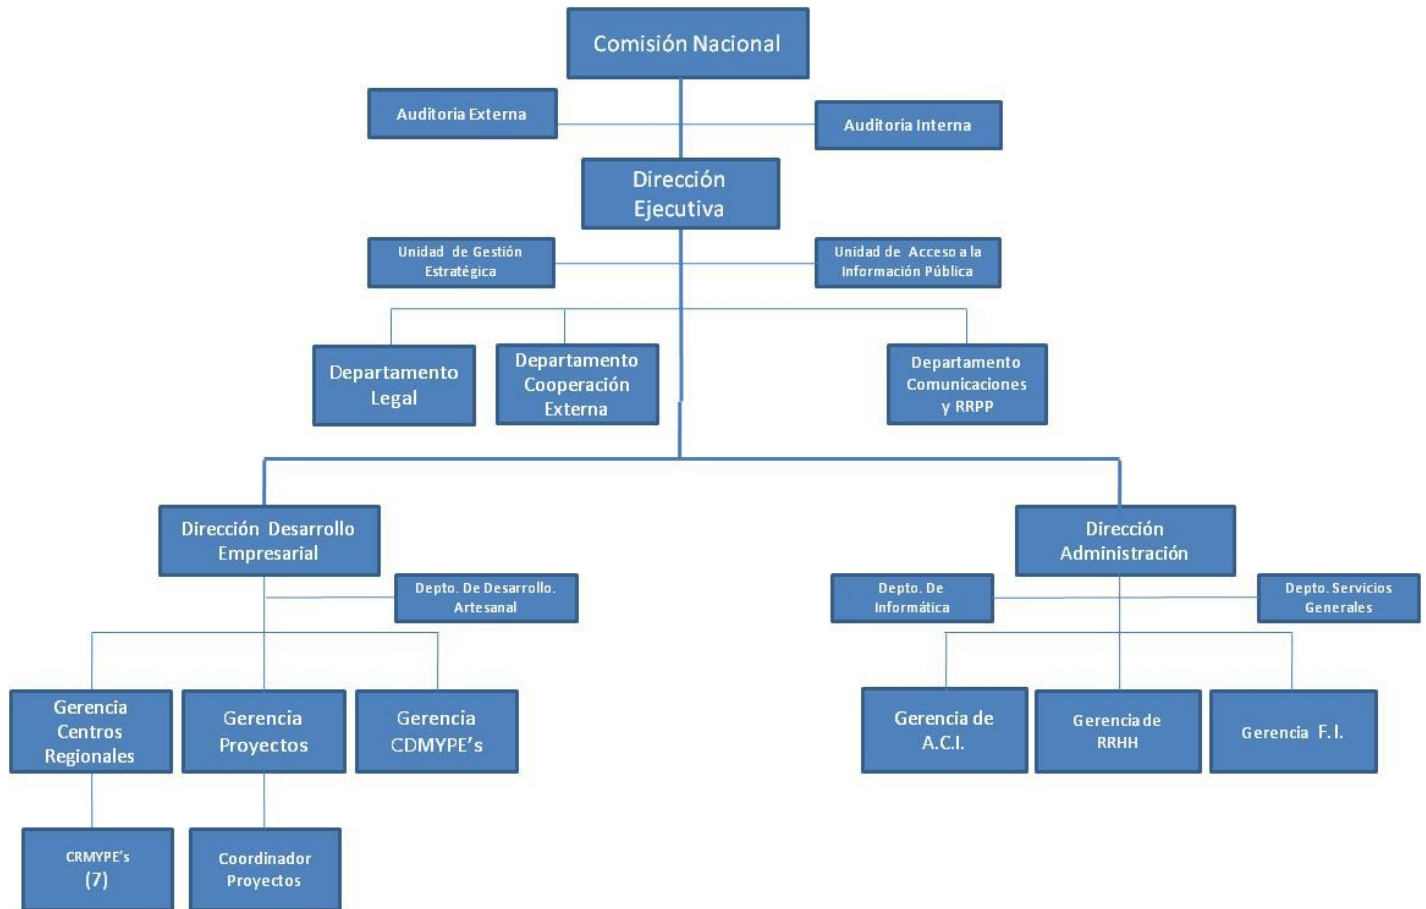 Comisión Nacional
Auditoria Externa
Auditoria Interna
Dirección
Ejecutiva
Unidad de Gestión
Estratégica
Unidad de Acceso a la
Información Pública
Departamento
Legal
Departamento
Cooperación
Externa
Departamento
Comunicaciones
y RRPP
Dirección Desarrollo
Empresarial
Dirección
Administración
Depto. De Desarrollo.
Artesanal
Depto. De
Informática
Depto. Servicios
Generales
Gerencia
Centros
Regionales
Gerencia
Proyectos
Gerencia
CDMYPE's
Gerencia de
A.C.I.
Gerencia de
RRHH
Gerencia F. I.
CRMYPE's
(7)
Coordinador
Proyectos